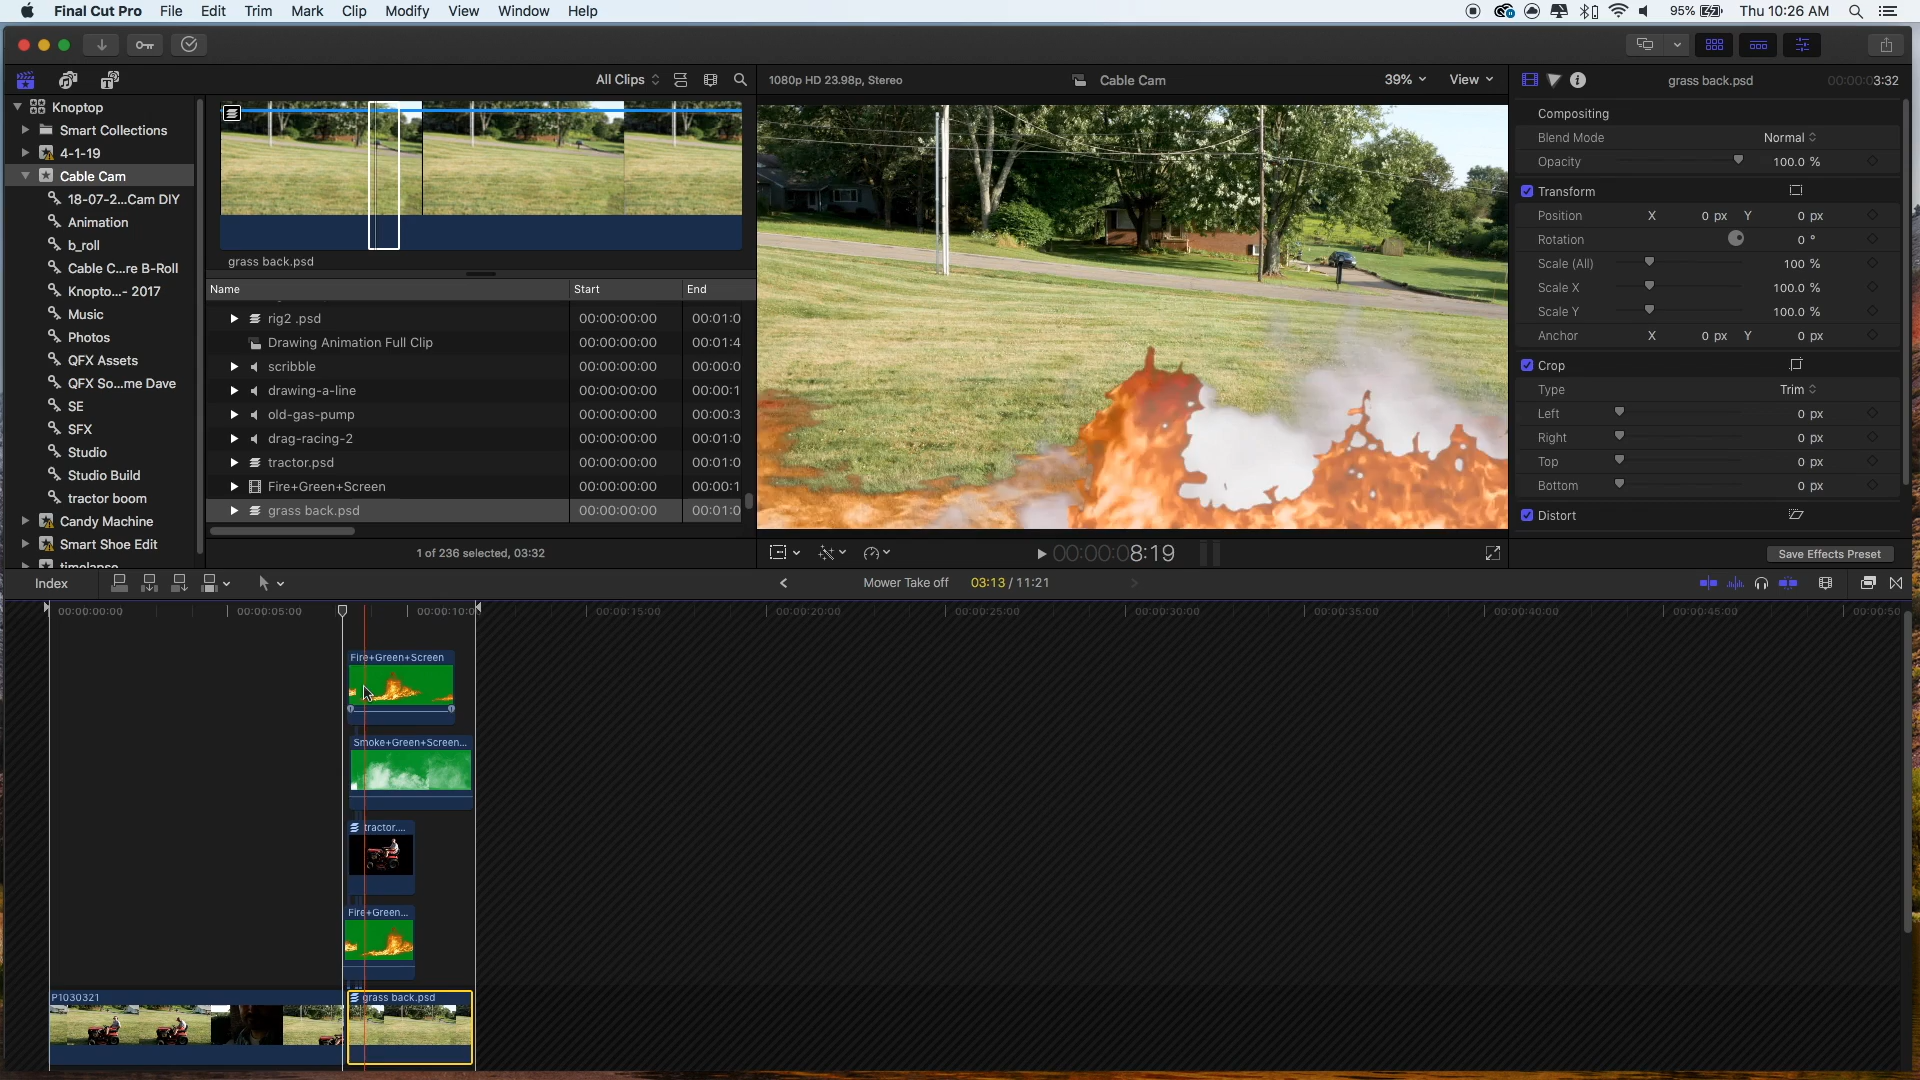 Final Cut Pro File Edit Trim Mark Clip Modify View Window Help
95% Thu 10:26 AM
All Clips
1080p HD 23.98p, Stereo
Cable Cam
39%
View
grass back.psd
00:00:03:32
Knoptop
Smart Collections
4-1-19
Cable Cam
18-07-2...Cam DIY
Animation
b_roll
Cable C...re B-Roll
Knopto...- 2017
Music
Photos
QFX Assets
QFX So...me Dave
SE
SFX
Studio
Studio Build
tractor boom
Candy Machine
Smart Shoe Edit
timelapse
grass back.psd
Name Start End
rig2 .psd 00:00:00:00 00:01:0
Drawing Animation Full Clip 00:00:00:00 00:01:4
scribble 00:00:00:00 00:00:0
drawing-a-line 00:00:00:00 00:00:1
old-gas-pump 00:00:00:00 00:00:3
drag-racing-2 00:00:00:00 00:01:0
tractor.psd 00:00:00:00 00:01:0
Fire+Green+Screen 00:00:00:00 00:00:1
grass back.psd 00:00:00:00 00:01:0
1 of 236 selected, 03:32
00:00:08:19
Compositing
Blend Mode Normal
Opacity 100.0 %
Transform
Position X 0 px Y 0 px
Rotation 0 °
Scale (All) 100 %
Scale X 100.0 %
Scale Y 100.0 %
Anchor X 0 px Y 0 px
Crop
Type Trim
Left 0 px
Right 0 px
Top 0 px
Bottom 0 px
Distort
Save Effects Preset
Index
Mower Take off 03:13 / 11:21
00:00:00:00 00:00:05:00 00:00:10:0 00:00:15:00 00:00:20:00 00:00:25:00 00:00:30:00 00:00:35:00 00:00:40:00 00:00:45:00 00:00:50
Fire+Green+Screen
Smoke+Green+Screen...
tractor....
Fire+Green...
P1030321
grass back.psd